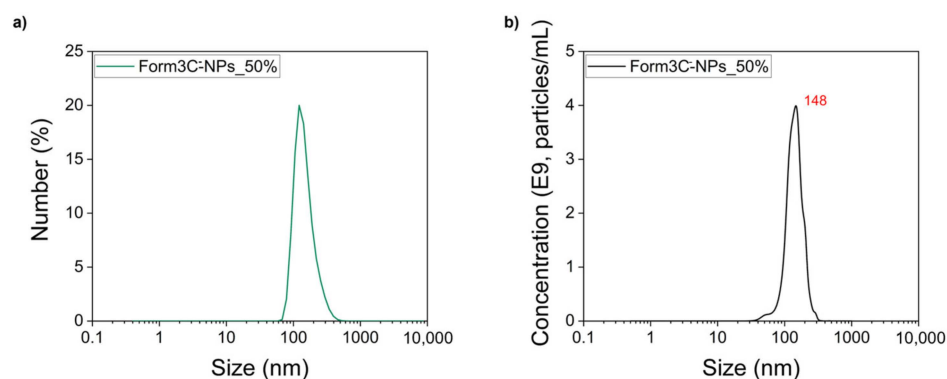 a)
Number (%)
25
20
15
10
5
0
Form3C-NPs_50%
0.1 1 10 100 1000 10,000
Size (nm)
b)
Concentration (E9, particles/mL)
5
4
3
2
1
0
Form3C-NPs_50%
148
0.1 1 10 100 1000 10,000
Size (nm)